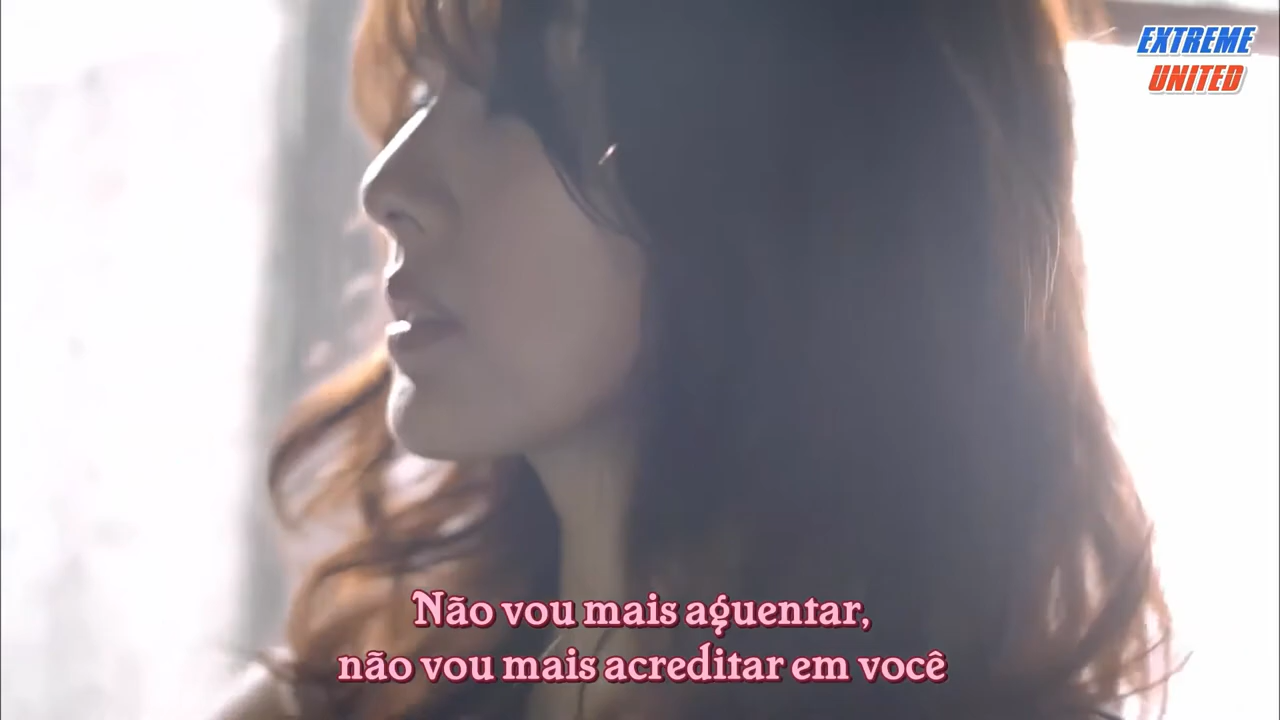 EXTREME
UNITED
Não vou mais aguentar,
não vou mais acreditar em você